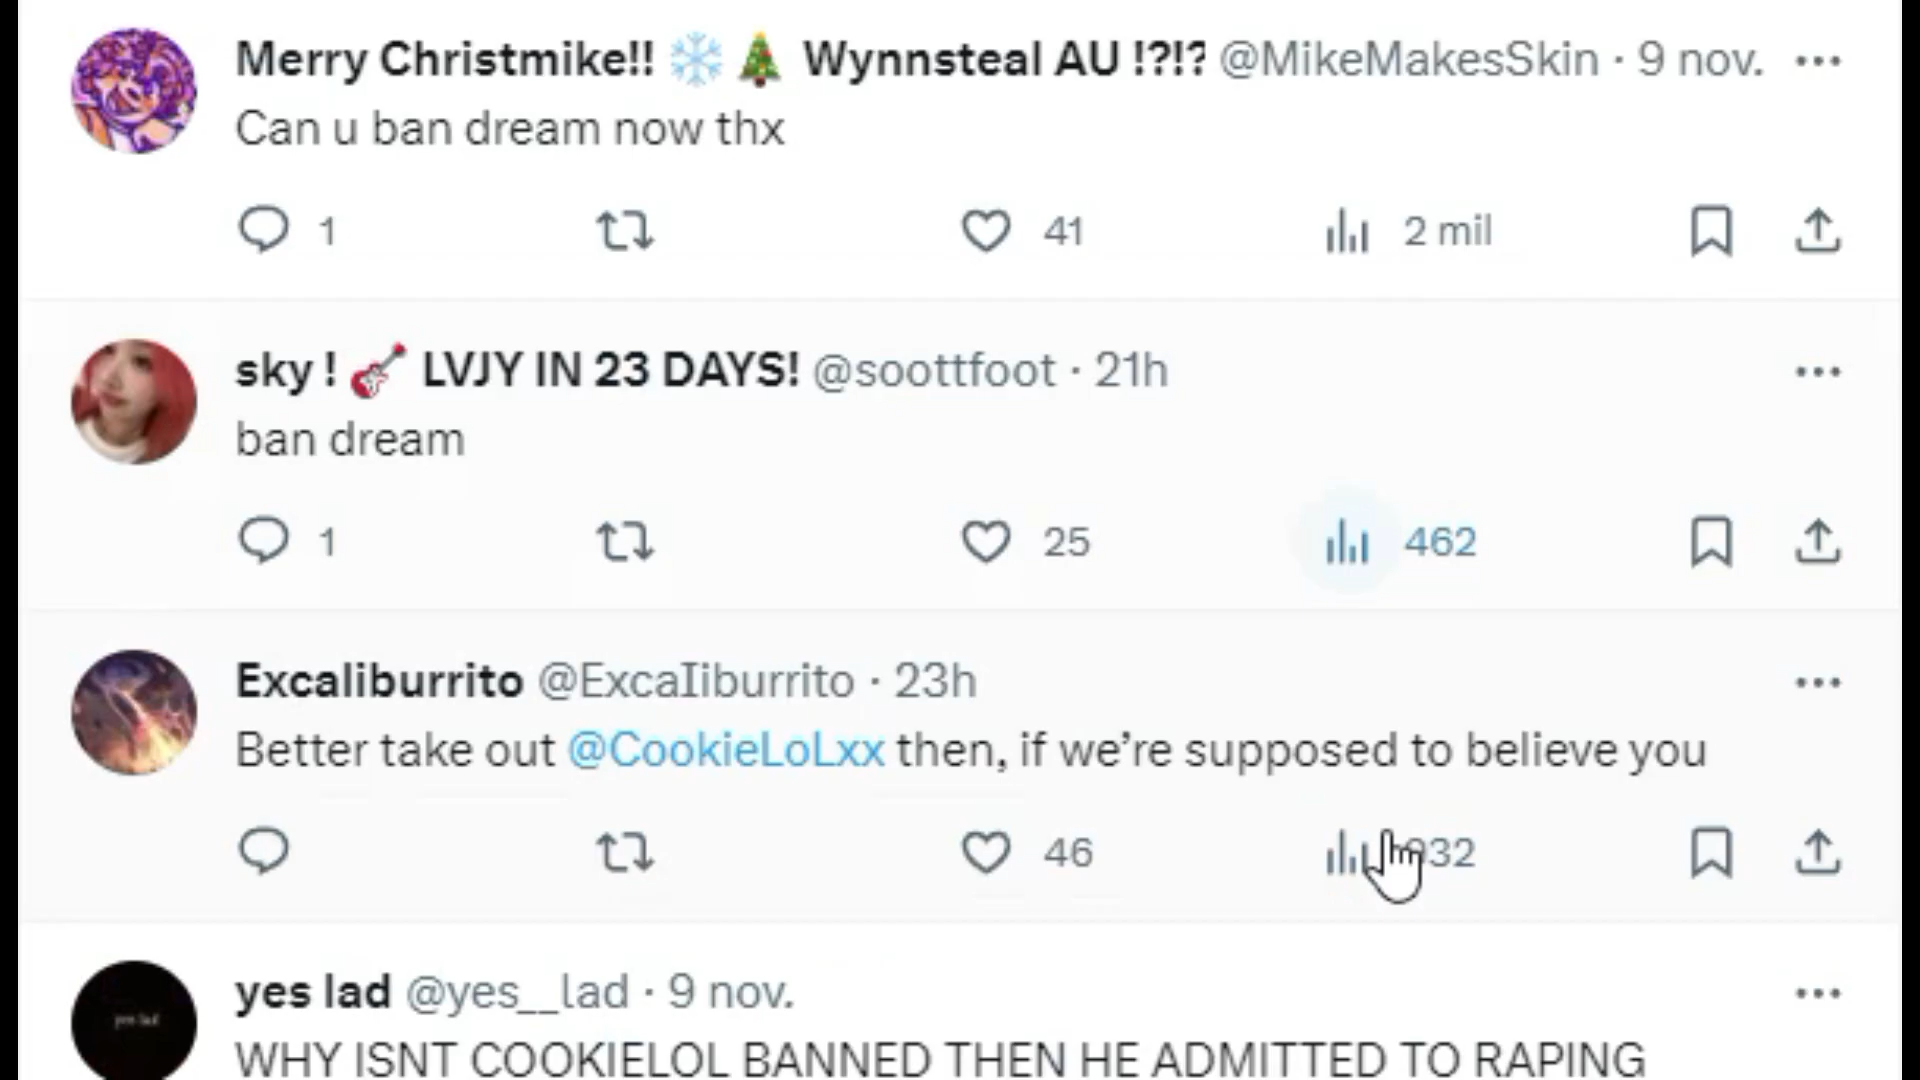 Merry Christmike!! ❄️🎄 Wynnsteal AU !?!? @MikeMakesSkin · 9 nov.
Can u ban dream now thx
1 41 2 mil
sky ! 🎸 LVJY IN 23 DAYS! @soottfoot · 21h
ban dream
1 25 462
Excaliburrito @ExcaIiburrito · 23h
Better take out @CookieLoLxx then, if we’re supposed to believe you
46
yes lad @yes__lad · 9 nov.
WHY ISNT COOKIELOL BANNED THEN HE ADMITTED TO RAPING